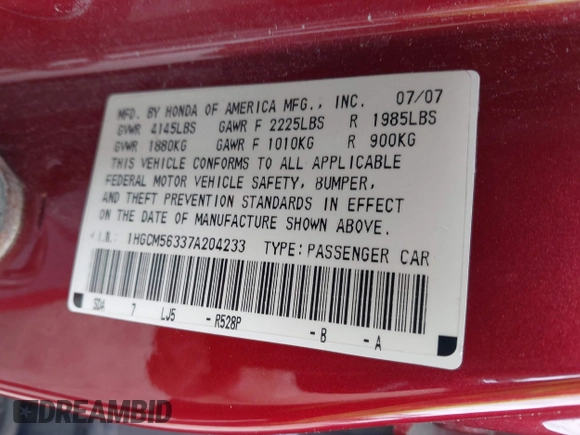 MFD. BY HONDA OF AMERICA MFG., INC. 07/07
GVWR 4145LBS GAWR F 2225LBS R 1985LBS
GVWR 1880KG GAWR F 1010KG R 900KG
THIS VEHICLE CONFORMS TO ALL APPLICABLE
FEDERAL MOTOR VEHICLE SAFETY, BUMPER,
AND THEFT PREVENTION STANDARDS IN EFFECT
ON THE DATE OF MANUFACTURE SHOWN ABOVE.
V.I.N.: 1HGCM56337A204233 TYPE: PASSENGER CAR
SDA 7 LJ5 - R528P - B - A
DREAMBID